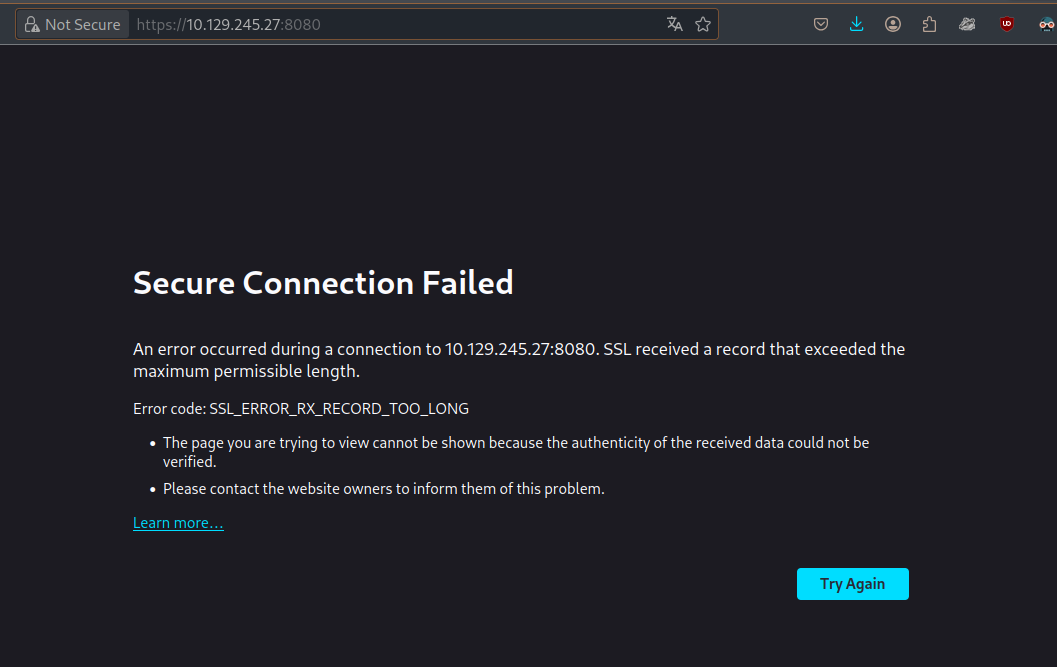 Not Secure https://10.129.245.27:8080
Secure Connection Failed
An error occurred during a connection to 10.129.245.27:8080. SSL received a record that exceeded the
maximum permissible length.
Error code: SSL_ERROR_RX_RECORD_TOO_LONG
• The page you are trying to view cannot be shown because the authenticity of the received data could not be
verified.
• Please contact the website owners to inform them of this problem.
Learn more…
Try Again